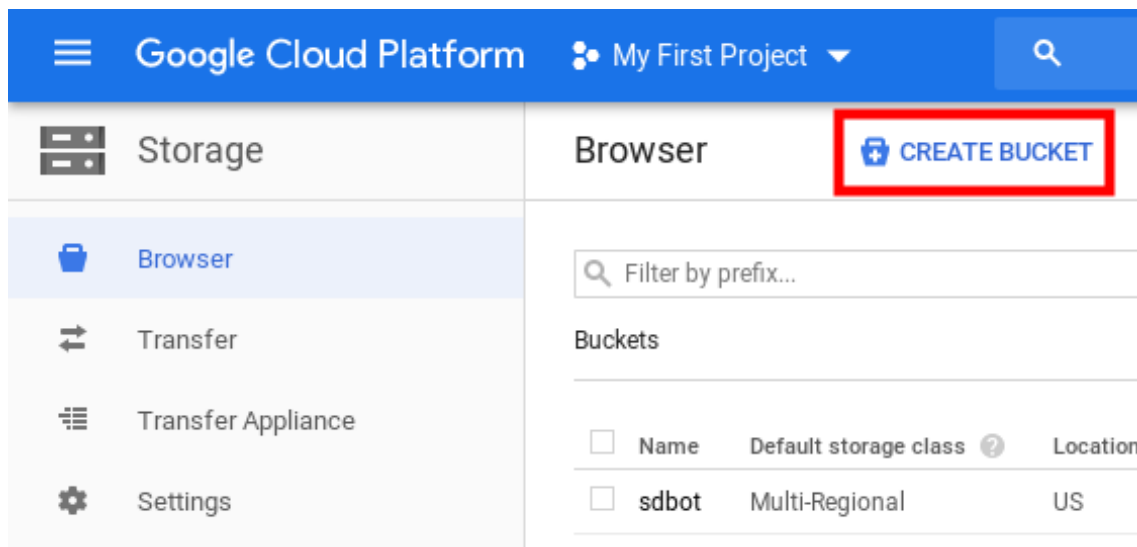 Google Cloud Platform My First Project
Storage
Browser CREATE BUCKET
Browser
Filter by prefix...
Transfer
Buckets
Transfer Appliance
Name Default storage class ? Location
Settings
sdbot Multi-Regional US